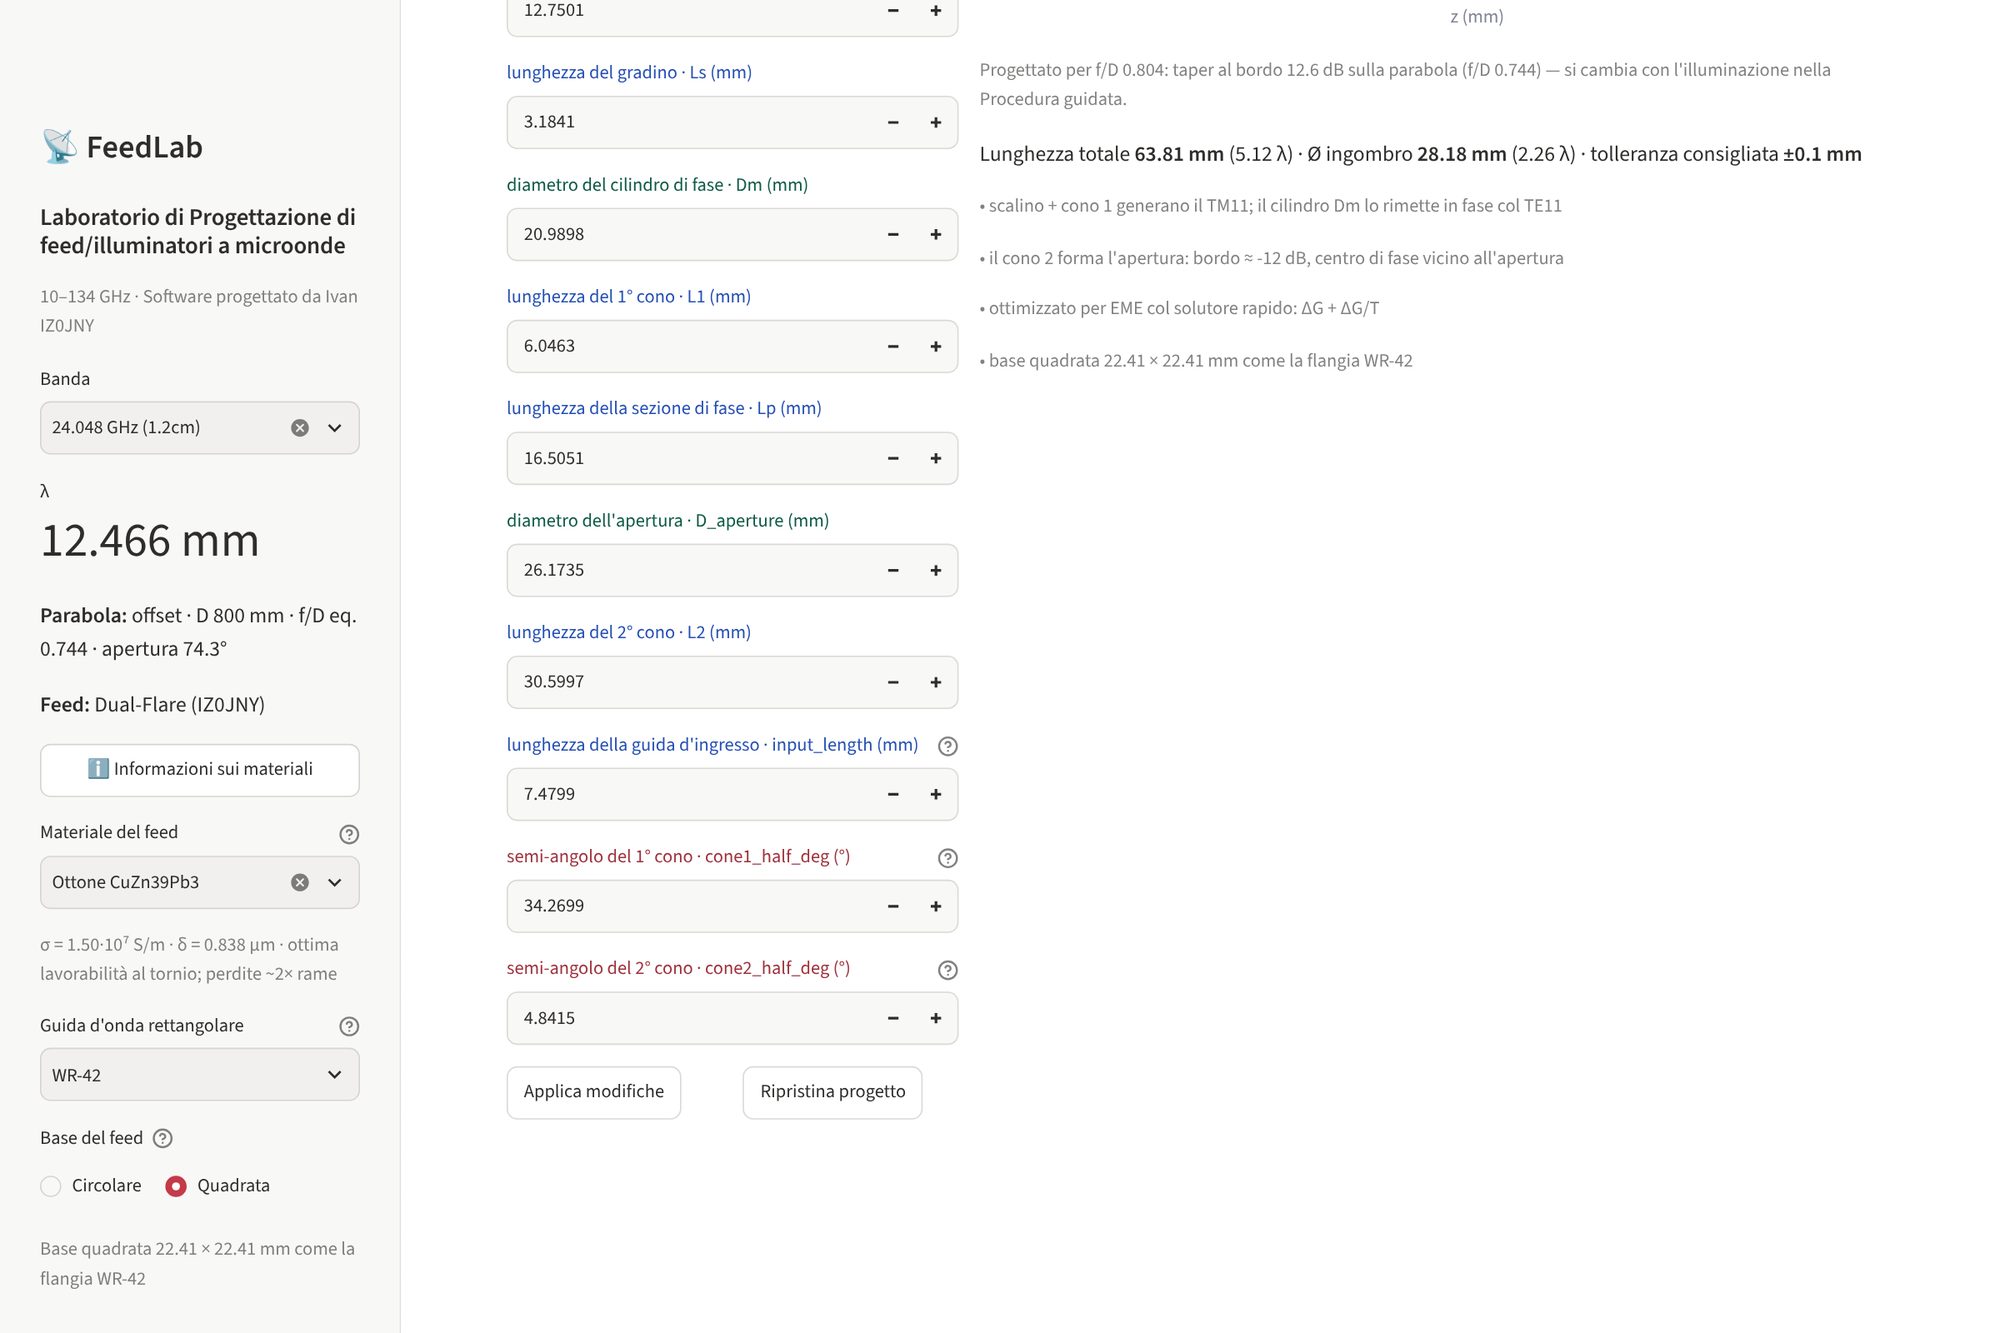 📡 FeedLab
Laboratorio di Progettazione di
feed/illuminatori a microonde
10–134 GHz · Software progettato da Ivan
IZ0JNY
Banda
24.048 GHz (1.2cm)
λ
12.466 mm
Parabola: offset · D 800 mm · f/D eq.
0.744 · apertura 74.3°
Feed: Dual-Flare (IZ0JNY)
ℹ️ Informazioni sui materiali
Materiale del feed
Ottone CuZn39Pb3
σ = 1.50·10⁷ S/m · δ = 0.838 µm · ottima
lavorabilità al tornio; perdite ~2× rame
Guida d'onda rettangolare
WR-42
Base del feed
Circolare
Quadrata
Base quadrata 22.41 × 22.41 mm come la
flangia WR-42
12.7501
lunghezza del gradino · Ls (mm)
3.1841
diametro del cilindro di fase · Dm (mm)
20.9898
lunghezza del 1° cono · L1 (mm)
6.0463
lunghezza della sezione di fase · Lp (mm)
16.5051
diametro dell'apertura · D_aperture (mm)
26.1735
lunghezza del 2° cono · L2 (mm)
30.5997
lunghezza della guida d'ingresso · input_length (mm)
7.4799
semi-angolo del 1° cono · cone1_half_deg (°)
34.2699
semi-angolo del 2° cono · cone2_half_deg (°)
4.8415
Applica modifiche
Ripristina progetto
z (mm)
Progettato per f/D 0.804: taper al bordo 12.6 dB sulla parabola (f/D 0.744) — si cambia con l'illuminazione nella
Procedura guidata.
Lunghezza totale 63.81 mm (5.12 λ) · Ø ingombro 28.18 mm (2.26 λ) · tolleranza consigliata ±0.1 mm
• scalino + cono 1 generano il TM11; il cilindro Dm lo rimette in fase col TE11
• il cono 2 forma l'apertura: bordo ≈ -12 dB, centro di fase vicino all'apertura
• ottimizzato per EME col solutore rapido: ΔG + ΔG/T
• base quadrata 22.41 × 22.41 mm come la flangia WR-42